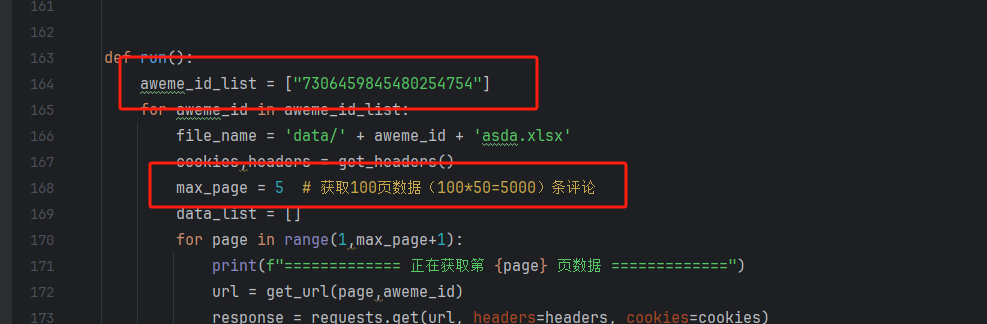 161
162
163 def run():
164 aweme_id_list = ["7306459845480254754"]
165 for aweme_id in aweme_id_list:
166 file_name = 'data/' + aweme_id + 'asda.xlsx'
167 cookies,headers = get_headers()
168 max_page = 5 # 获取100页数据（100*50=5000）条评论
169 data_list = []
170 for page in range(1,max_page+1):
171 print(f"============= 正在获取第 {page} 页数据 =============")
172 url = get_url(page,aweme_id)
173 response = requests.get(url, headers=headers, cookies=cookies)